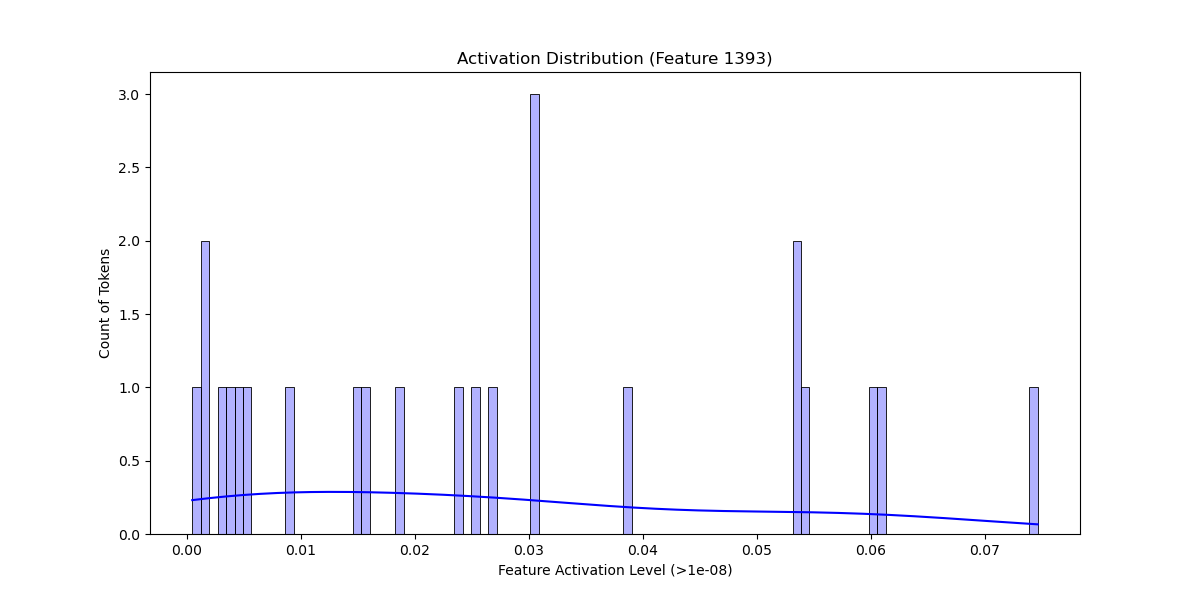 Activation Distribution (Feature 1393)
3.0
2.5
2.0
1.5
1.0
0.5
0.0
Count of Tokens
0.00 0.01 0.02 0.03 0.04 0.05 0.06 0.07
Feature Activation Level (>1e-08)